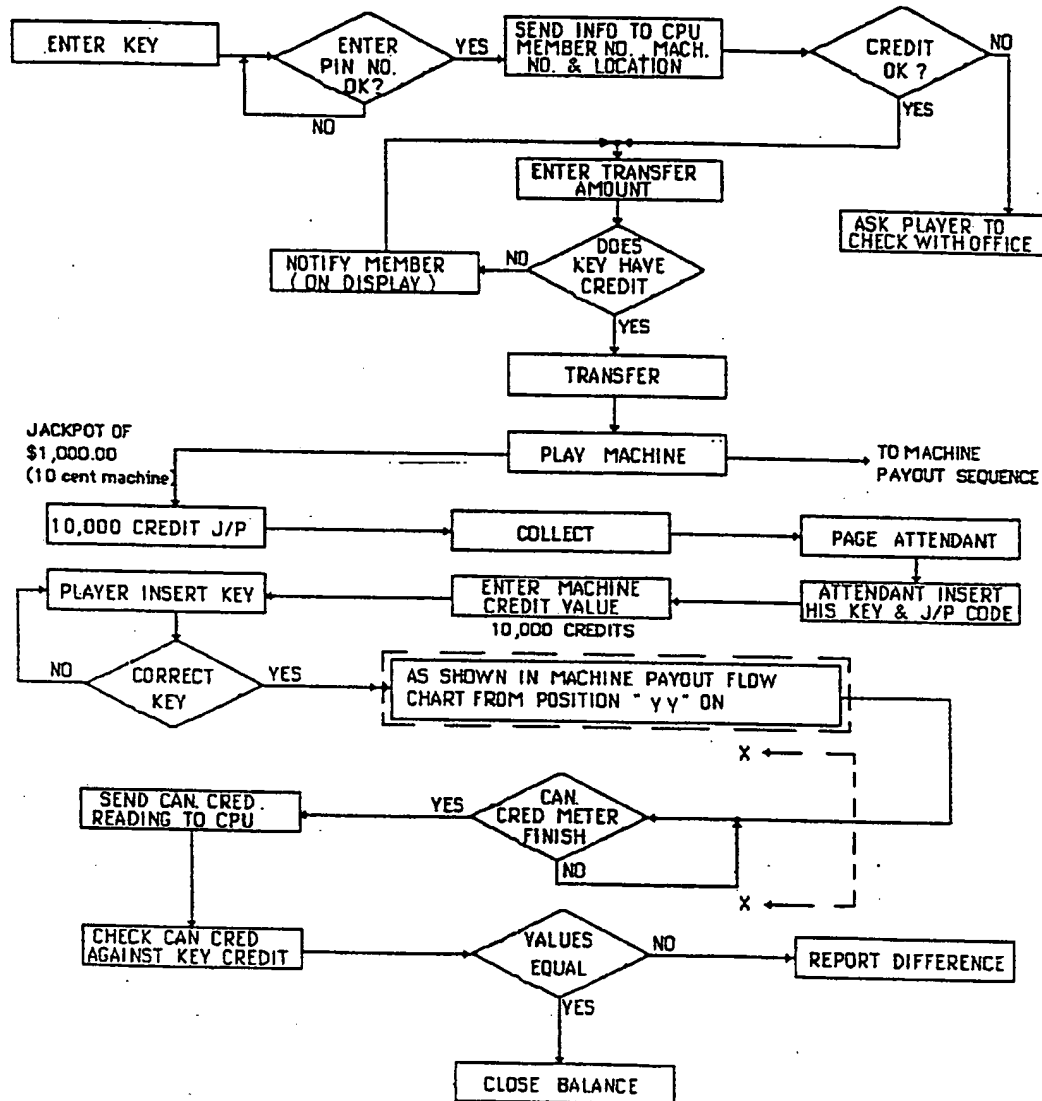 ENTER KEY
ENTER
PIN NO.
OK?
YES
NO
SEND INFO TO CPU
MEMBER NO., MACH.
NO. & LOCATION
CREDIT
OK ?
NO
YES
ENTER TRANSFER
AMOUNT
ASK PLAYER TO
CHECK WITH OFFICE
DOES
KEY HAVE
CREDIT
NO
YES
NOTIFY MEMBER
( ON DISPLAY )
TRANSFER
PLAY MACHINE
TO MACHINE
PAYOUT SEQUENCE
JACKPOT OF
$1,000.00
(10 cent machine)
10,000 CREDIT J/P
COLLECT
PAGE ATTENDANT
ATTENDANT INSERT
HIS KEY & J/P CODE
ENTER MACHINE
CREDIT VALUE
10,000 CREDITS
PLAYER INSERT KEY
CORRECT
KEY
NO
YES
AS SHOWN IN MACHINE PAYOUT FLOW
CHART FROM POSITION " YY" ON
X
CAN.
CRED METER
FINISH
YES
NO
X
SEND CAN. CRED.
READING TO CPU
CHECK CAN CRED
AGAINST KEY CREDIT
VALUES
EQUAL
NO
YES
REPORT DIFFERENCE
CLOSE BALANCE